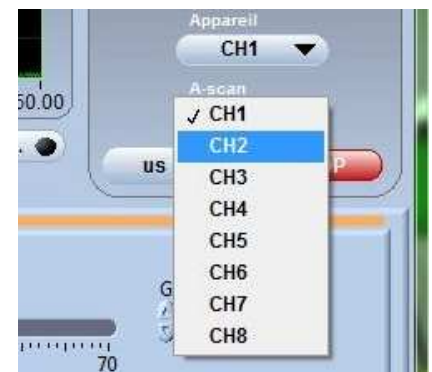 Appareil
CH1
50.00
A-scan
✓ CH1
CH2
us
P
CH3
CH4
CH5
CH6
G
CH7
CH8
70